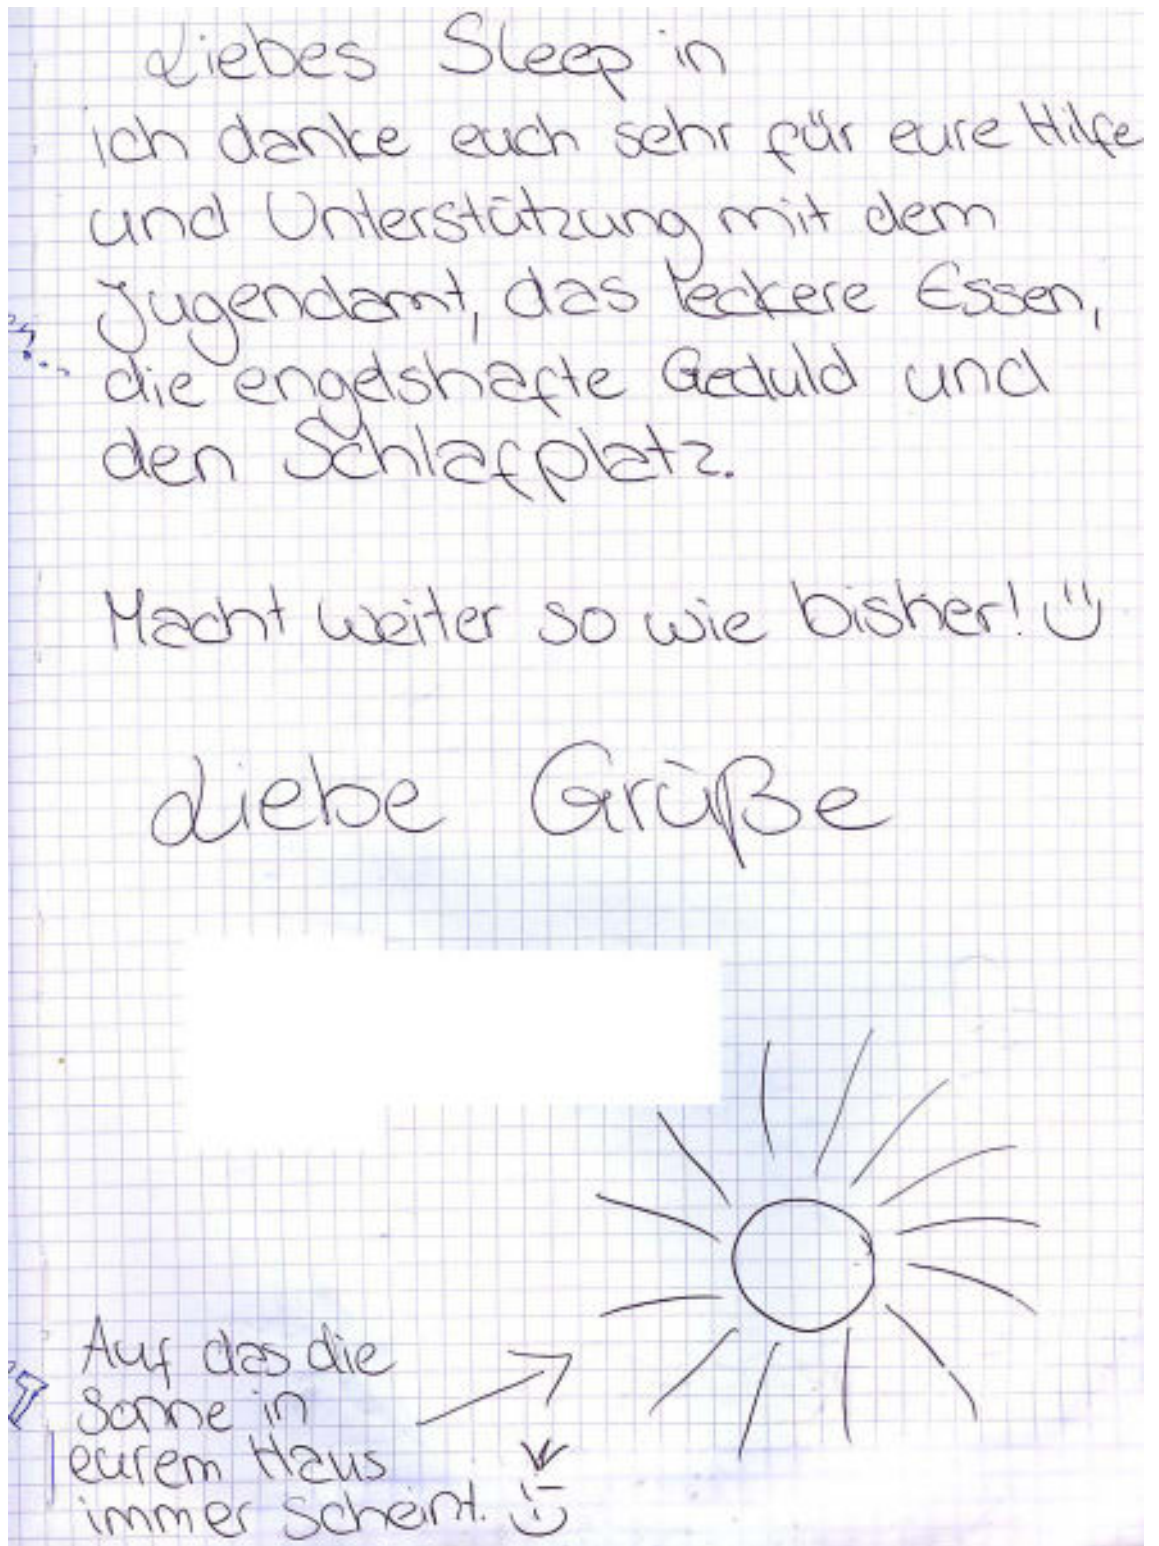 Liebes Sleep in
ich danke euch sehr für eure Hilfe
und Unterstützung mit dem
Jugendamt, das leckere Essen,
die engelshafte Geduld und
den Schlafplatz.
Macht weiter so wie bisher!
Liebe Grüße
Auf das die
Sonne in
eurem Haus
immer scheint.